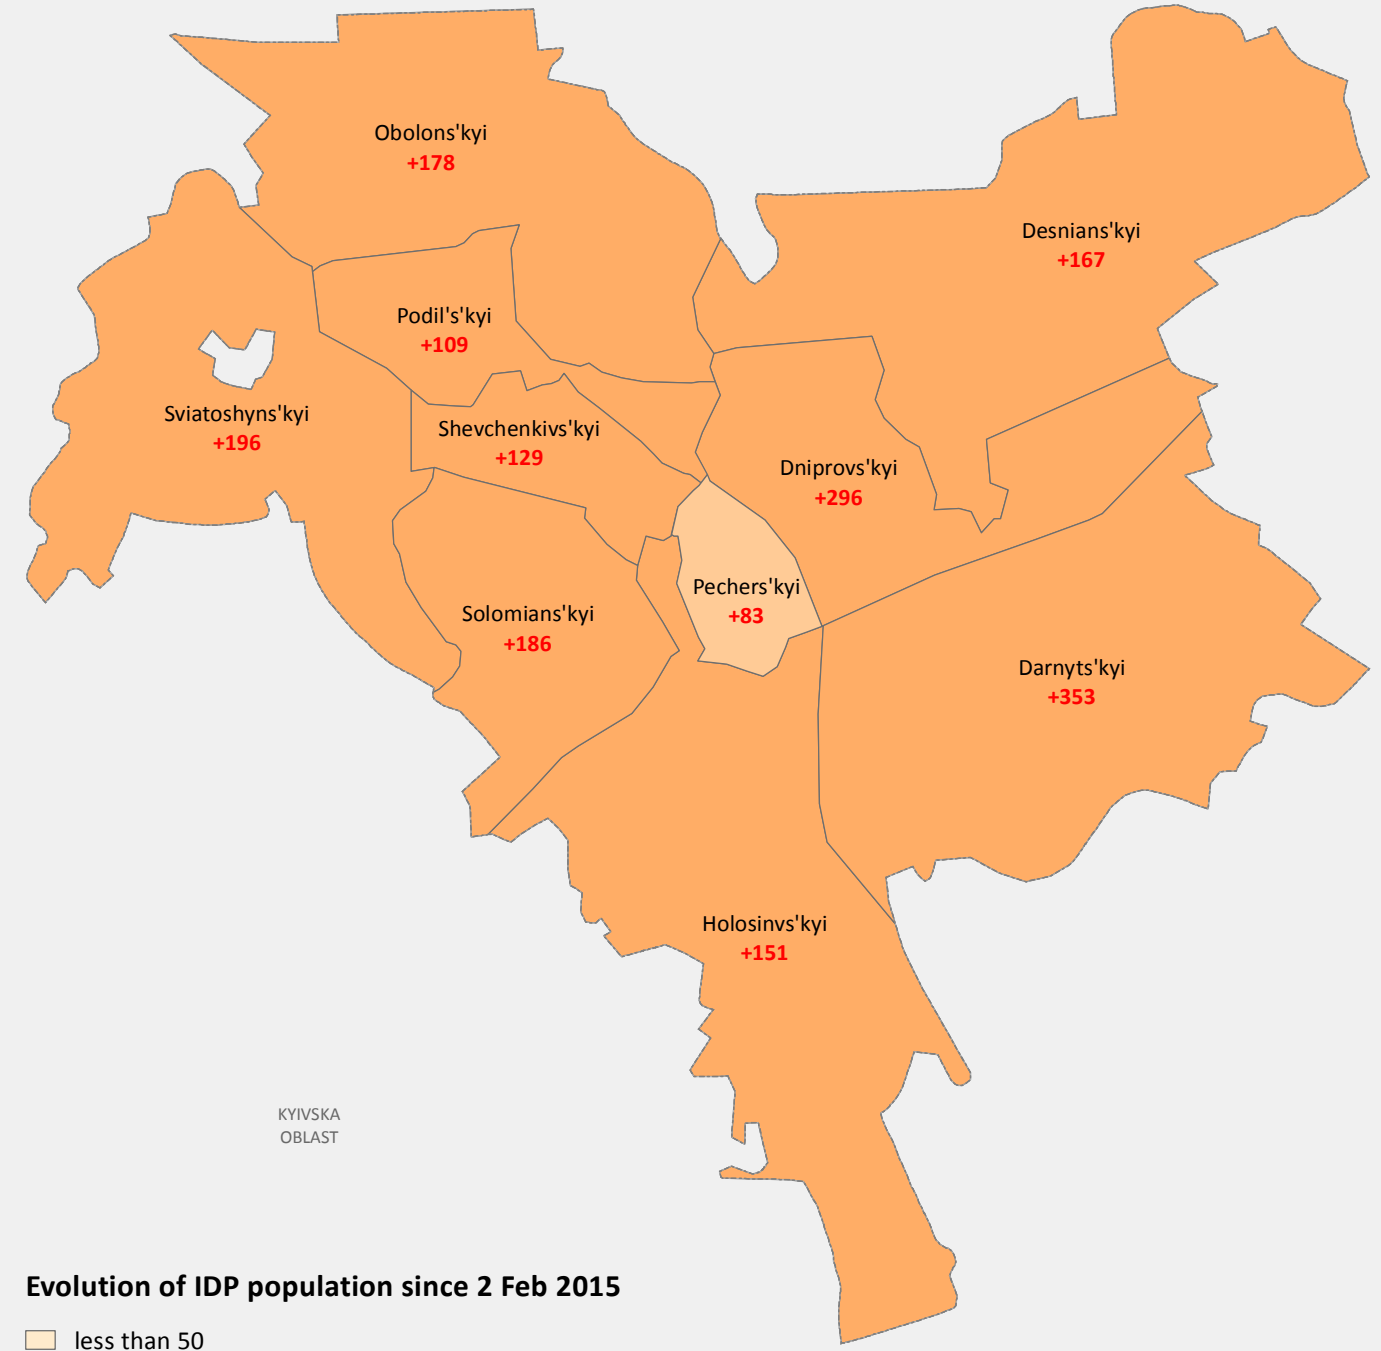 Obolons'kyi
+178
Desnians'kyi
+167
Podil's'kyi
+109
Sviatoshyns'kyi
+196
Shevchenkivs'kyi
+129
Dniprovs'kyi
+296
Pechers'kyi
+83
Solomians'kyi
+186
Darnyts'kyi
+353
Holosinvs'kyi
+151
KYIVSKA
OBLAST
Evolution of IDP population since 2 Feb 2015
less than 50